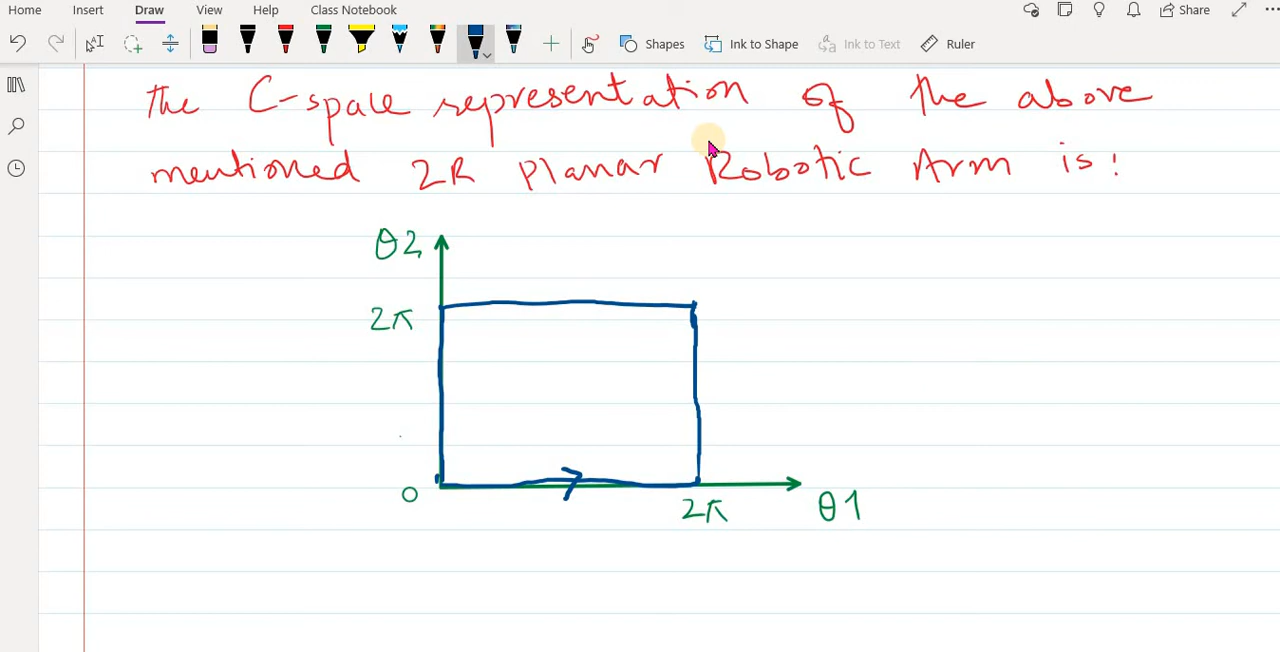 Home Insert Draw View Help Class Notebook Share
Shapes Ink to Shape Ink to Text Ruler
The C-space representation of the above
mentioned 2R planar Robotic Arm is:
θ2
2π
0
2π
θ1